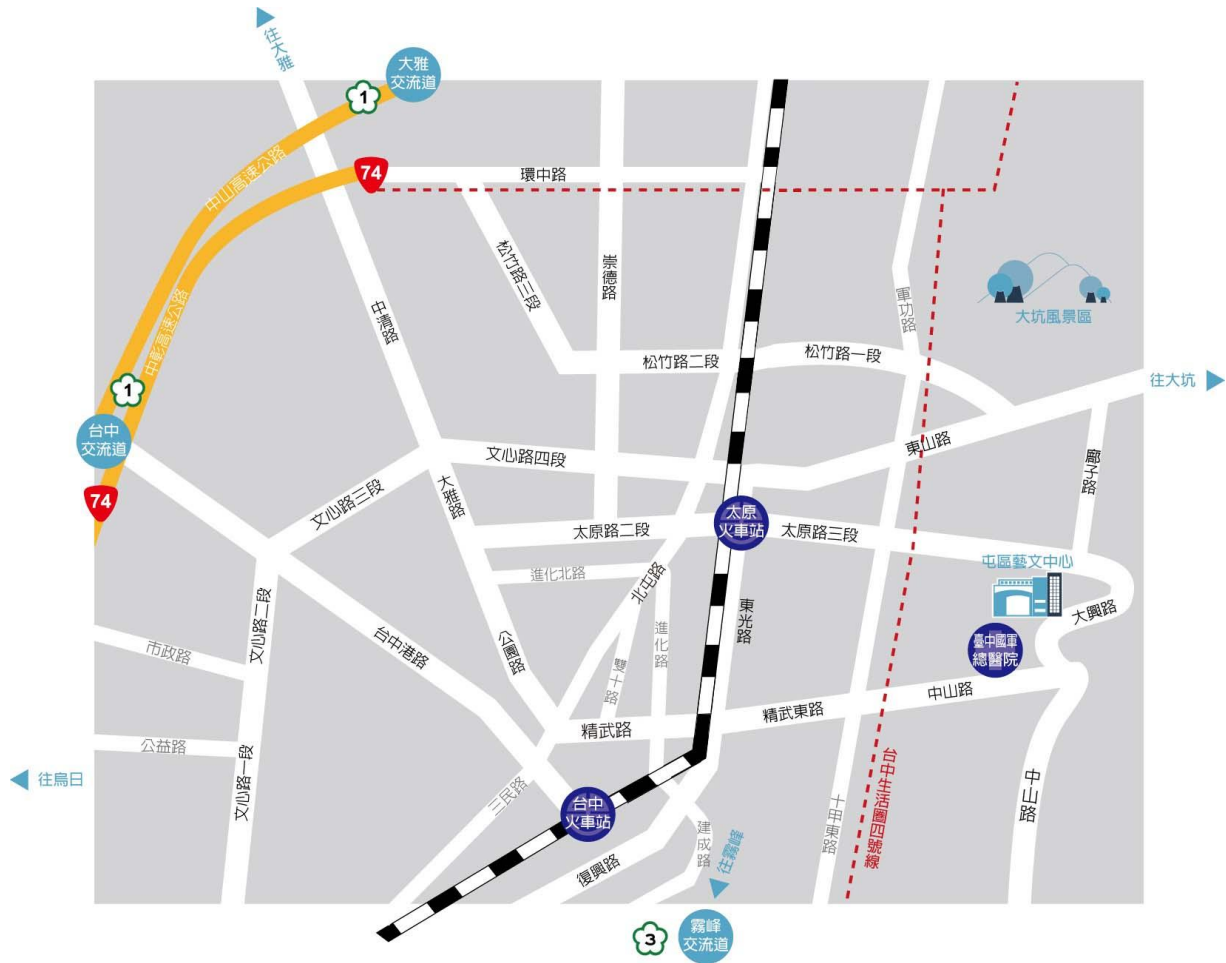 往大雅
大雅
交流道
1
中山高速公路
74
環中路
松竹路三段
崇德路
中清路
中彰高速公路
軍功路
大坑風景區
松竹路二段
松竹路一段
往大坑
1
台中
交流道
74
文心路三段
文心路四段
大雅路
東山路
廍子路
太原路二段
太原
火車站
太原路三段
進化北路
北屯路
屯區藝文中心
文心路二段
市政路
台中港路
公園路
雙十路
進化路
東光路
大興路
臺中國軍
總醫院
中山路
精武路
精武東路
公益路
文心路一段
往烏日
三民路
台中
火車站
台中生活圈四號線
中山路
十甲東路
建成路
復興路
往霧峰
3
霧峰
交流道